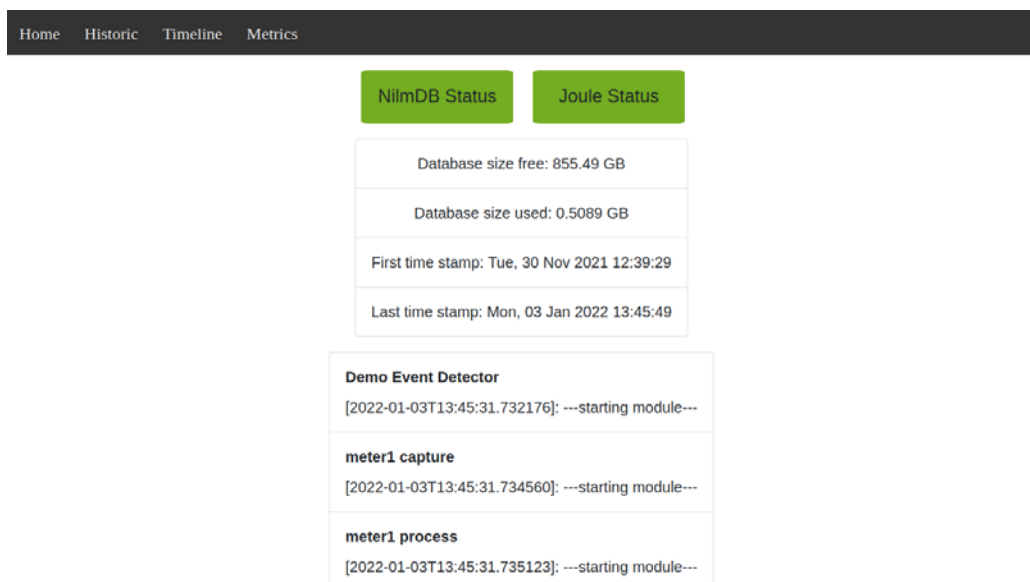 Home Historic Timeline Metrics
NilmDB Status Joule Status
Database size free: 855.49 GB
Database size used: 0.5089 GB
First time stamp: Tue, 30 Nov 2021 12:39:29
Last time stamp: Mon, 03 Jan 2022 13:45:49
Demo Event Detector
[2022-01-03T13:45:31.732176]: ---starting module---
meter1 capture
[2022-01-03T13:45:31.734560]: ---starting module---
meter1 process
[2022-01-03T13:45:31.735123]: ---starting module---